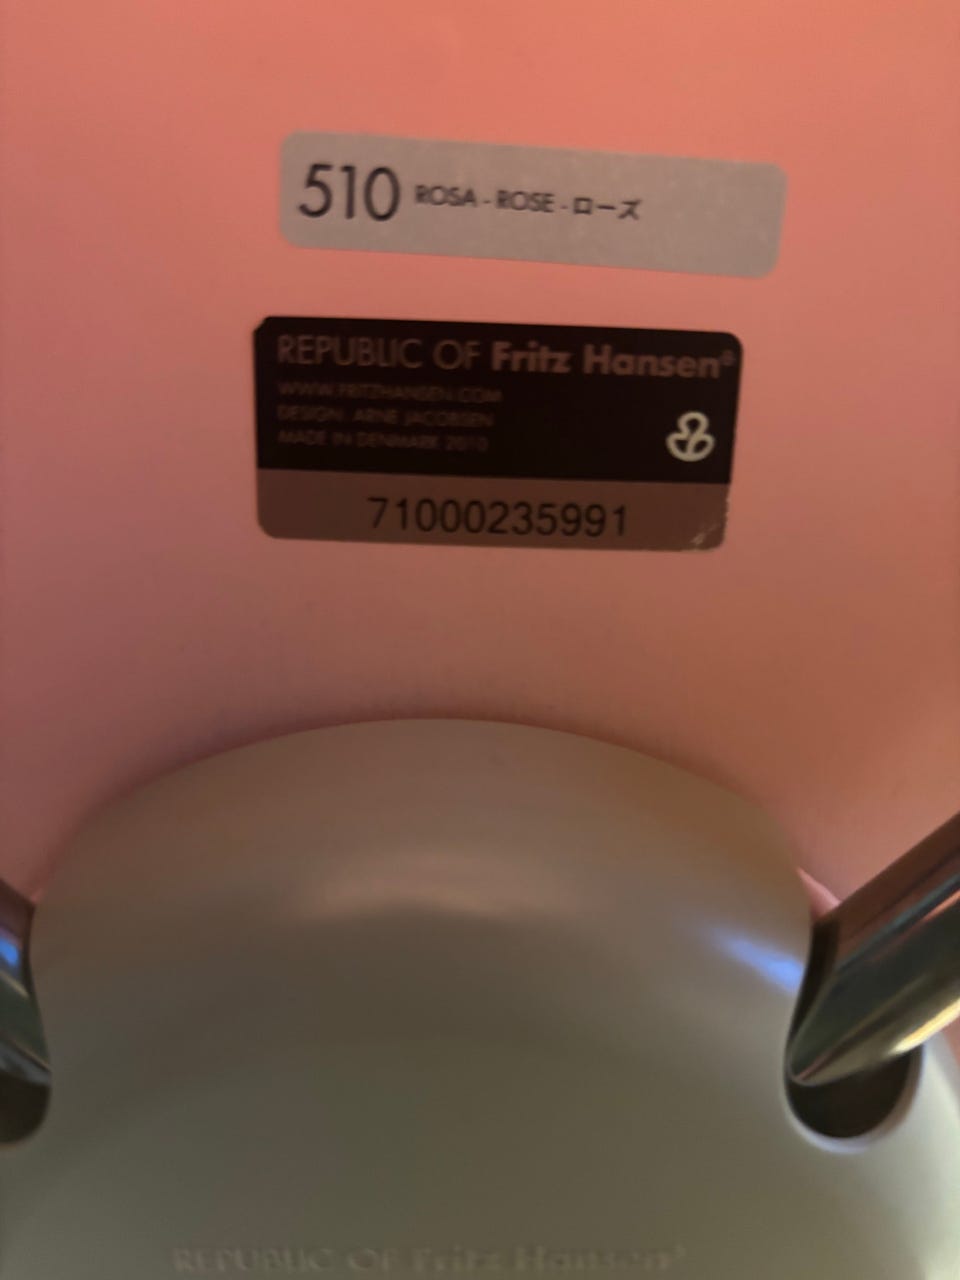 510 ROSA - ROSE - ローズ
REPUBLIC OF Fritz Hansen®
WWW.FRITZHANSEN.COM
DESIGN: ARNE JACOBSEN
MADE IN DENMARK 2010
71000235991
REPUBLIC OF Fritz Hansen®